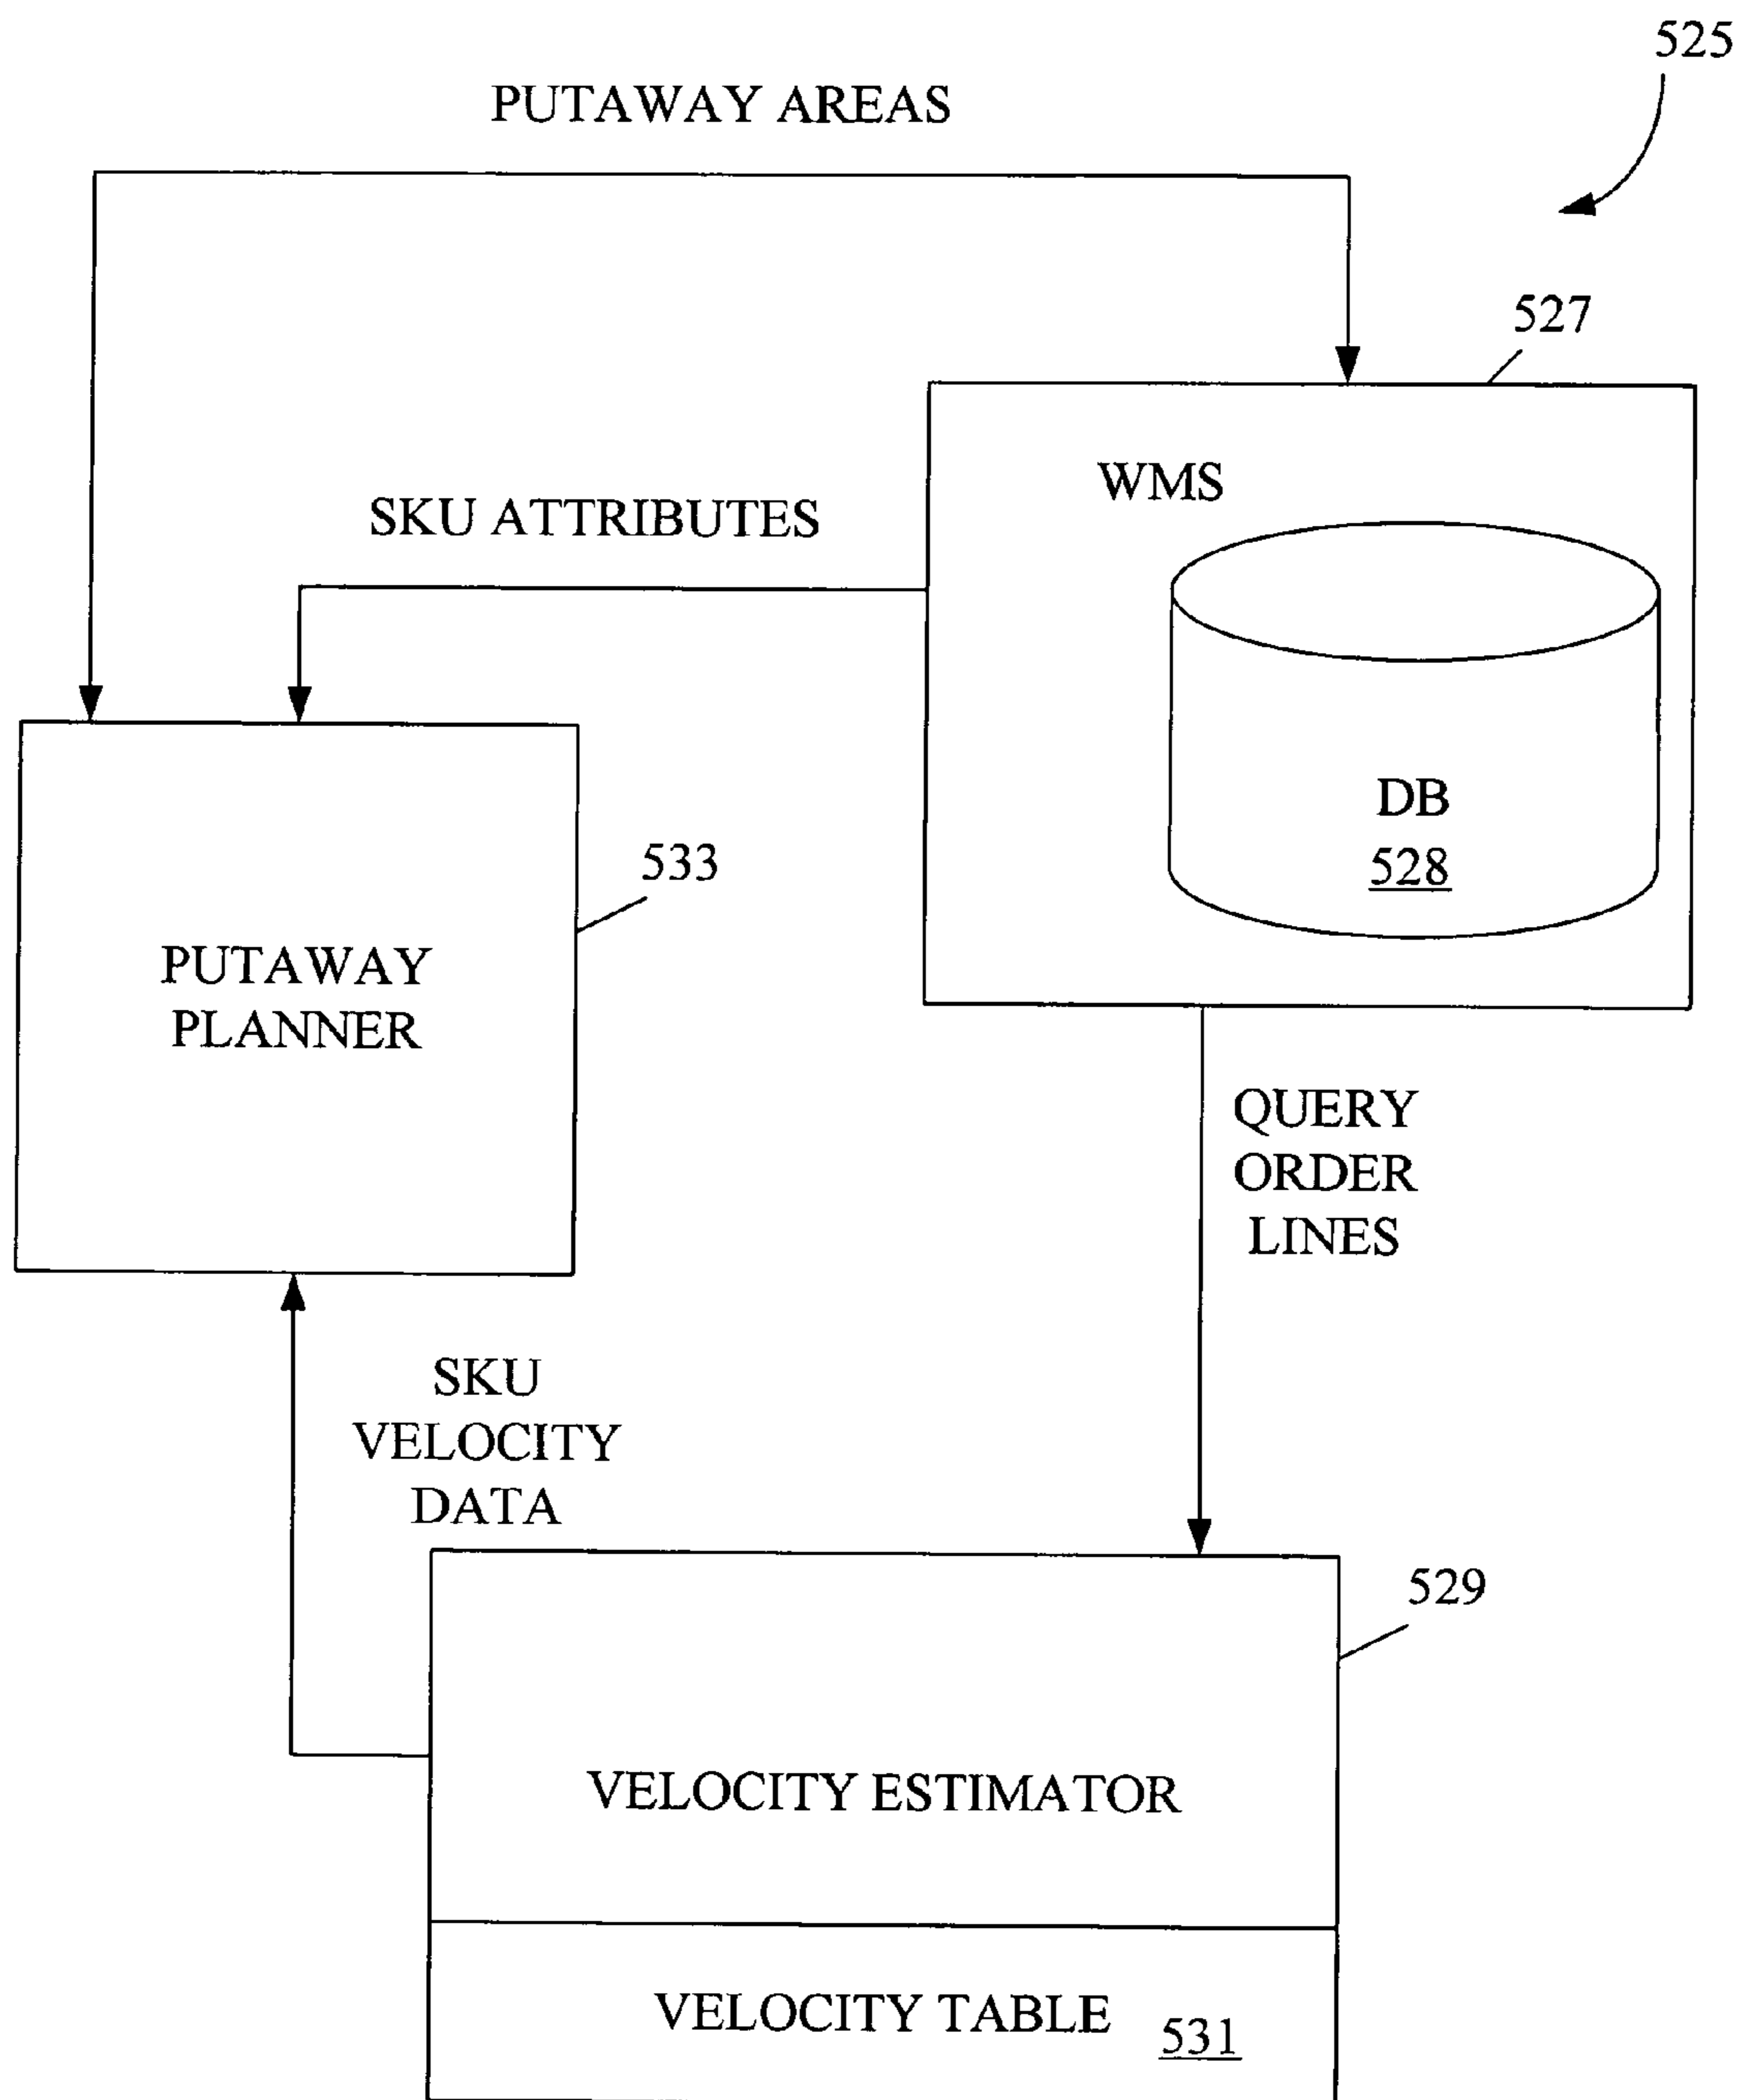 525
PUTAWAY AREAS
527
WMS
SKU ATTRIBUTES
DB
528
533
PUTAWAY
PLANNER
QUERY
ORDER
LINES
SKU
VELOCITY
DATA
529
VELOCITY ESTIMATOR
VELOCITY TABLE 531